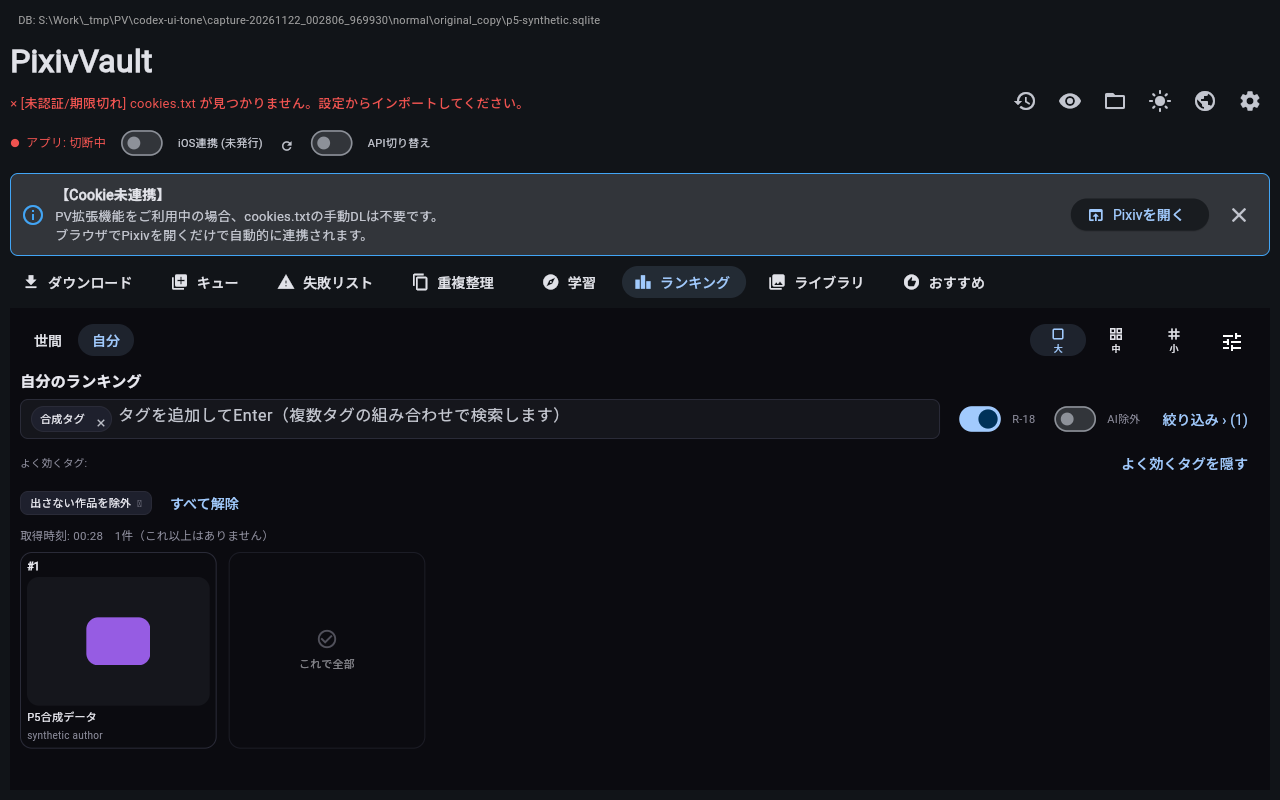 DB: S:\Work\_tmp\PV\codex-ui-tone\capture-20261122_002806_969930\normal\original_copy\p5-synthetic.sqlite
PixivVault
× [未認証/期限切れ] cookies.txt が見つかりません。設定からインポートしてください。
アプリ: 切断中 iOS連携 (未発行) API切り替え
【Cookie未連携】
PV拡張機能をご利用中の場合、cookies.txtの手動DLは不要です。
ブラウザでPixivを開くだけで自動的に連携されます。
Pixivを開く
ダウンロード キュー 失敗リスト 重複整理 学習 ランキング ライブラリ おすすめ
世間 自分 大 中 小
自分のランキング
合成タグ × タグを追加してEnter（複数タグの組み合わせで検索します） R-18 AI除外 絞り込み › (1)
よく効くタグ: よく効くタグを隠す
出さない作品を除外 すべて解除
取得時刻: 00:28 1件（これ以上はありません）
#1
これで全部
P5合成データ
synthetic author